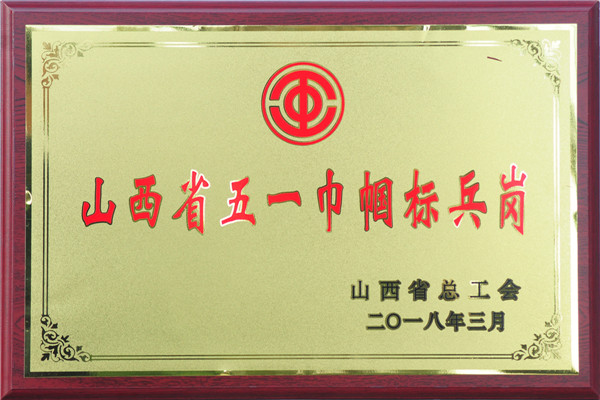 山西省五一巾帼标兵岗
山西省总工会
二〇一八年三月